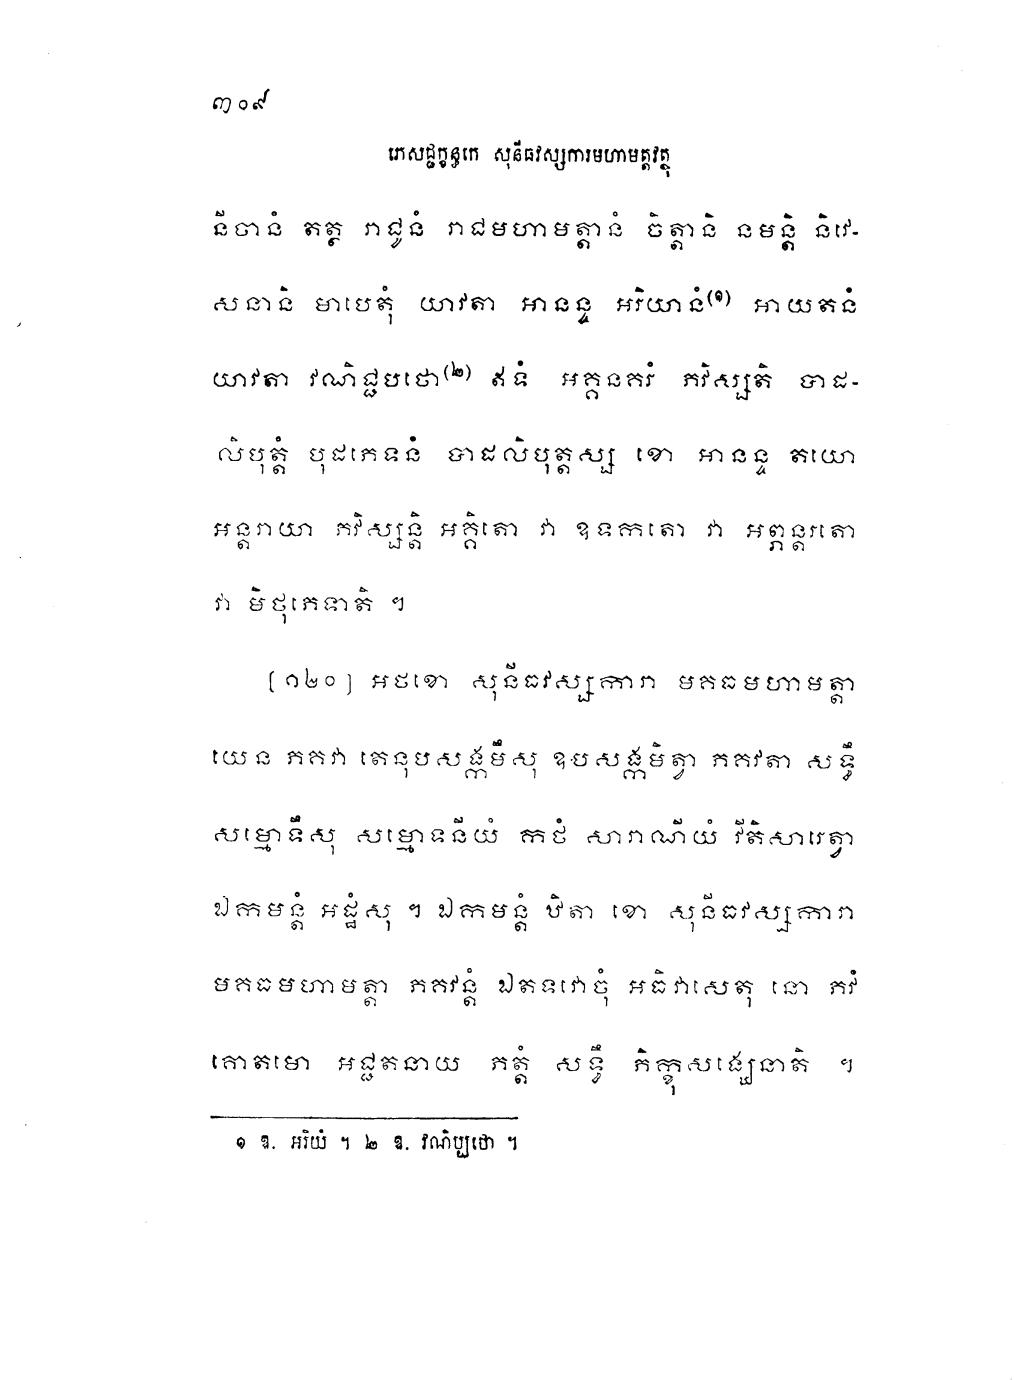 ៣០៩
ភេសជ្ជក្ខន្ធកេ សុនីធវស្សការមហាមត្តវត្ថុ
នីចានំ តត្ថ រាជូនំ រាជមហាមត្តានំ ចិត្តានិ នមន្តិ និវេ-
សនានិ មាបេតុំ យាវតា អានន្ទ អរិយានំ(១) អាយតនំ
យាវតា វណិជ្ជបថោ(២) ឥទំ អគ្គនគរំ ភវិស្សតិ បាដ-
លិបុត្តំ បុដភេទនំ បាដលិបុត្តស្ស ខោ អានន្ទ តយោ
អន្តរាយា ភវិស្សន្តិ អគ្គិតោ វា ឧទកតោ វា អព្ភន្តរតោ
វា មិថុភេទាតិ ។
[១២០] អថខោ សុនីធវស្សការា មគធមហាមត្តា
យេន ភគវា តេនុបសង្កមឹសុ ឧបសង្កមិត្វា ភគវតា សទ្ធឹ
សម្មោទឹសុ សម្មោទនីយំ កថំ សារាណីយំ វីតិសារេត្វា
ឯកមន្តំ អដ្ឋំសុ ។ ឯកមន្តំ ឋិតា ខោ សុនីធវស្សការា
មគធមហាមត្តា ភគវន្តំ ឯតទវោចុំ អធិវាសេតុ នោ ភវំ
គោតមោ អជ្ជតនាយ ភត្តំ សទ្ធឹ ភិក្ខុសង្ឃេនាតិ ។
១ ឱ. អរិយំ ។ ២ ឱ. វណិប្បថោ ។